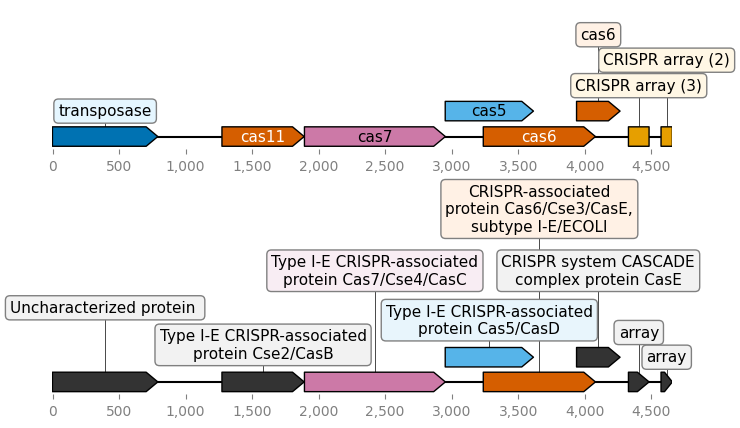 cas6
CRISPR array (2)
CRISPR array (3)
transposase
cas5
cas11
cas7
cas6
0 500 1,000 1,500 2,000 2,500 3,000 3,500 4,000 4,500
CRISPR-associated
protein Cas6/Cse3/CasE,
subtype I-E/ECOLI
Type I-E CRISPR-associated
protein Cas7/Cse4/CasC
CRISPR system CASCADE
complex protein CasE
Uncharacterized protein
Type I-E CRISPR-associated
protein Cas5/CasD
Type I-E CRISPR-associated
protein Cse2/CasB
array
array
0 500 1,000 1,500 2,000 2,500 3,000 3,500 4,000 4,500